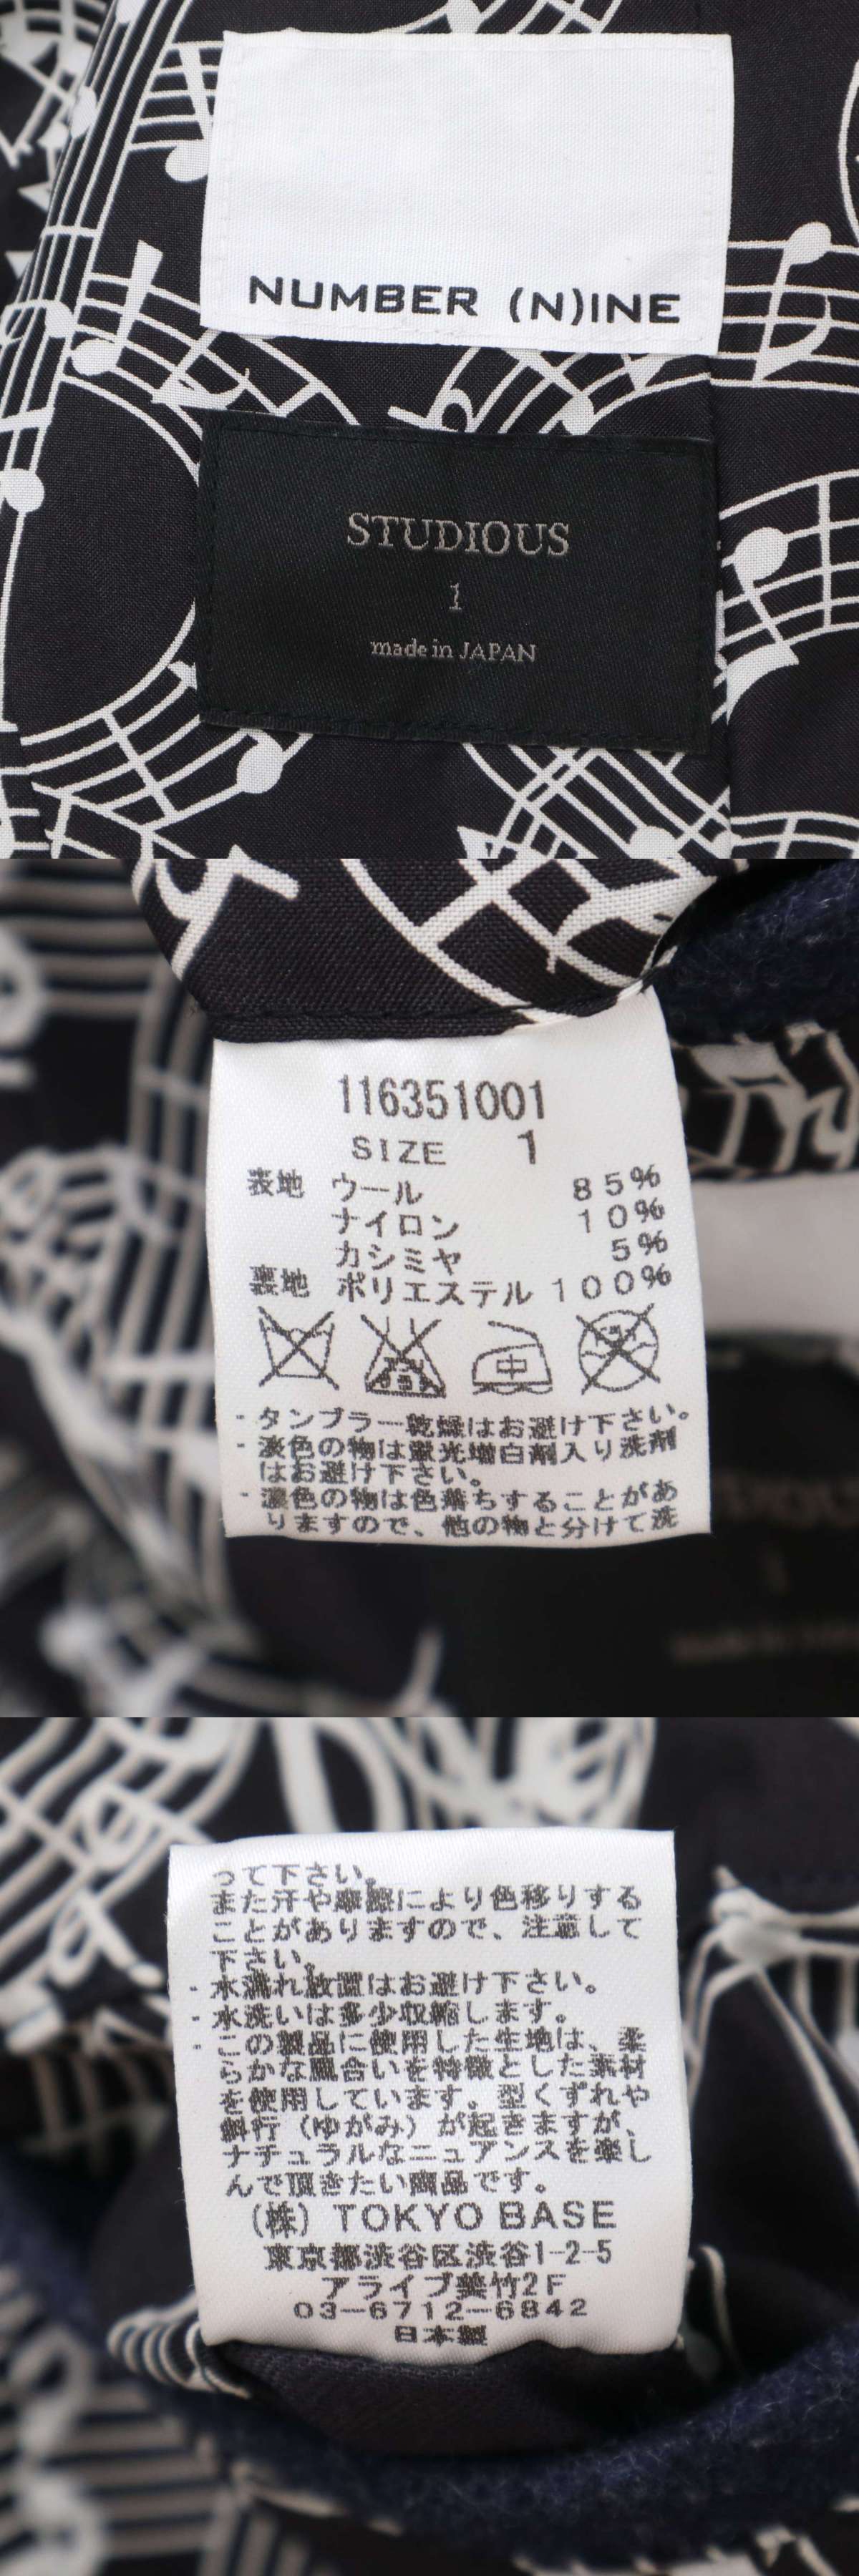 NUMBER (N)INE
STUDIOUS
1
made in JAPAN
116351001
SIZE 1
表地 ウール 85%
ナイロン 10%
カシミヤ 5%
裏地 ポリエステル 100%
中
・タンブラー乾燥はお避け下さい。
・淡色の物は蛍光増白剤入り洗剤
はお避け下さい。
・濃色の物は色落ちすることがあ
りますので、他の物と分けて洗
って下さい。
また汗や摩擦により色移りする
ことがありますので、注意して
下さい。
・水濡れ放置はお避け下さい。
・水洗いは多少収縮します。
・この製品に使用した生地は、柔
らかな風合いを特徴とした素材
を使用しています。型くずれや
斜行（ゆがみ）が起きますが、
ナチュラルなニュアンスを楽し
んで頂きたい商品です。
(株) TOKYO BASE
東京都渋谷区渋谷1-2-5
アライブ美竹2F
03-6712-6842
日本製